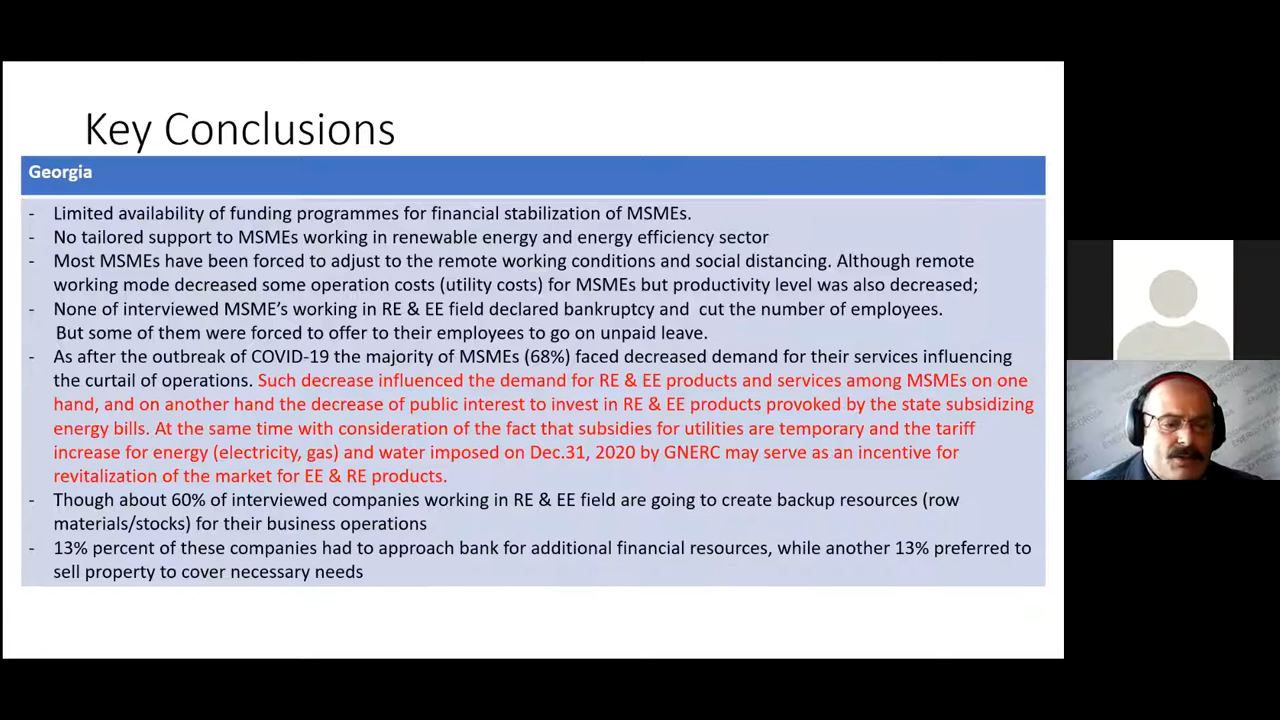 Key Conclusions
Georgia
- Limited availability of funding programmes for financial stabilization of MSMEs.
- No tailored support to MSMEs working in renewable energy and energy efficiency sector
- Most MSMEs have been forced to adjust to the remote working conditions and social distancing. Although remote
working mode decreased some operation costs (utility costs) for MSMEs but productivity level was also decreased;
- None of interviewed MSME's working in RE & EE field declared bankruptcy and cut the number of employees.
But some of them were forced to offer to their employees to go on unpaid leave.
- As after the outbreak of COVID-19 the majority of MSMEs (68%) faced decreased demand for their services influencing
the curtail of operations. Such decrease influenced the demand for RE & EE products and services among MSMEs on one
hand, and on another hand the decrease of public interest to invest in RE & EE products provoked by the state subsidizing
energy bills. At the same time with consideration of the fact that subsidies for utilities are temporary and the tariff
increase for energy (electricity, gas) and water imposed on Dec.31, 2020 by GNERC may serve as an incentive for
revitalization of the market for EE & RE products.
- Though about 60% of interviewed companies working in RE & EE field are going to create backup resources (row
materials/stocks) for their business operations
- 13% percent of these companies had to approach bank for additional financial resources, while another 13% preferred to
sell property to cover necessary needs